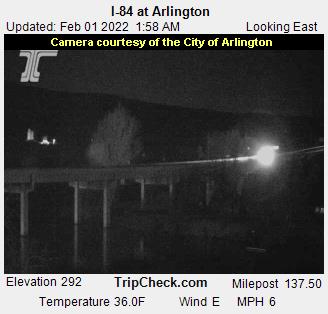 I-84 at Arlington
Updated: Feb 01 2022 1:58 AM Looking East
Camera courtesy of the City of Arlington
Elevation 292 TripCheck.com Milepost 137.50
Temperature 36.0F Wind E MPH 6